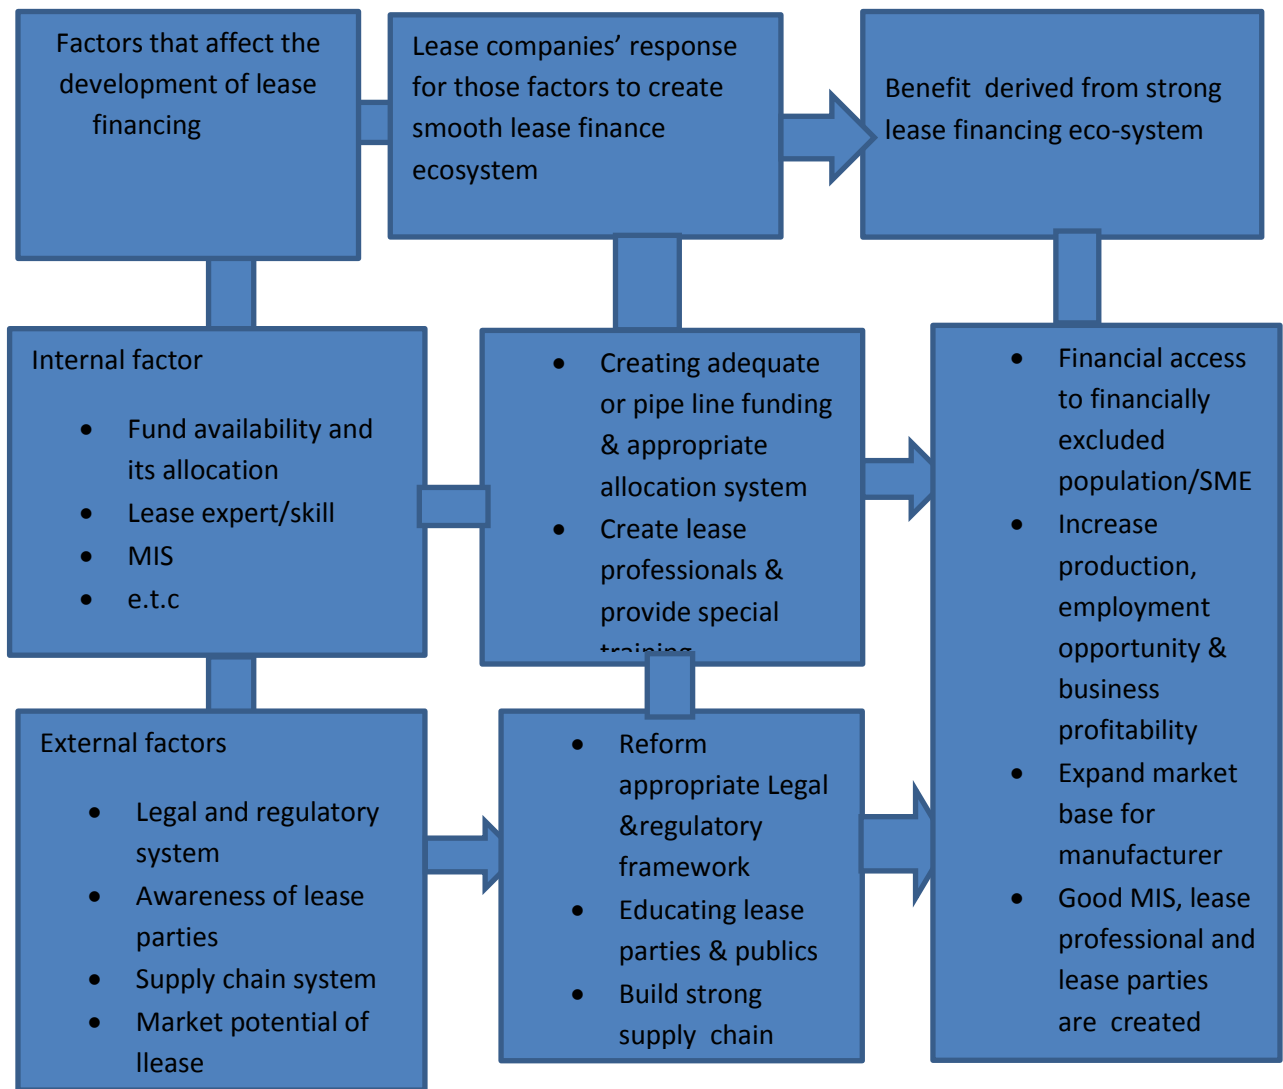 Factors that affect the
development of lease
financing
Lease companies’ response
for those factors to create
smooth lease finance
ecosystem
Benefit derived from strong
lease financing eco-system
Internal factor
• Fund availability and
its allocation
• Lease expert/skill
• MIS
• e.t.c
• Creating adequate
or pipe line funding
& appropriate
allocation system
• Create lease
professionals &
provide special
training
• Financial access
to financially
excluded
population/SME
• Increase
production,
employment
opportunity &
business
profitability
• Expand market
base for
manufacturer
• Good MIS, lease
professional and
lease parties
are created
External factors
• Legal and regulatory
system
• Awareness of lease
parties
• Supply chain system
• Market potential of
llease
• Reform
appropriate Legal
&regulatory
framework
• Educating lease
parties & publics
• Build strong
supply chain